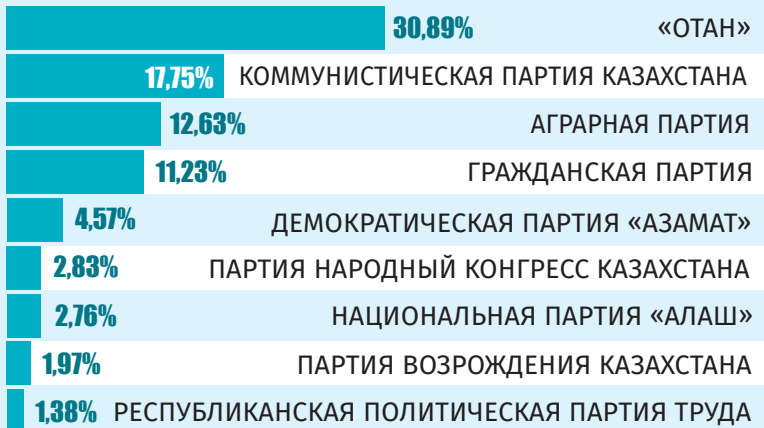 30,89% «ОТАН»
17,75% КОММУНИСТИЧЕСКАЯ ПАРТИЯ КАЗАХСТАНА
12,63% АГРАРНАЯ ПАРТИЯ
11,23% ГРАЖДАНСКАЯ ПАРТИЯ
4,57% ДЕМОКРАТИЧЕСКАЯ ПАРТИЯ «АЗАМАТ»
2,83% ПАРТИЯ НАРОДНЫЙ КОНГРЕСС КАЗАХСТАНА
2,76% НАЦИОНАЛЬНАЯ ПАРТИЯ «АЛАШ»
1,97% ПАРТИЯ ВОЗРОЖДЕНИЯ КАЗАХСТАНА
1,38% РЕСПУБЛИКАНСКАЯ ПОЛИТИЧЕСКАЯ ПАРТИЯ ТРУДА